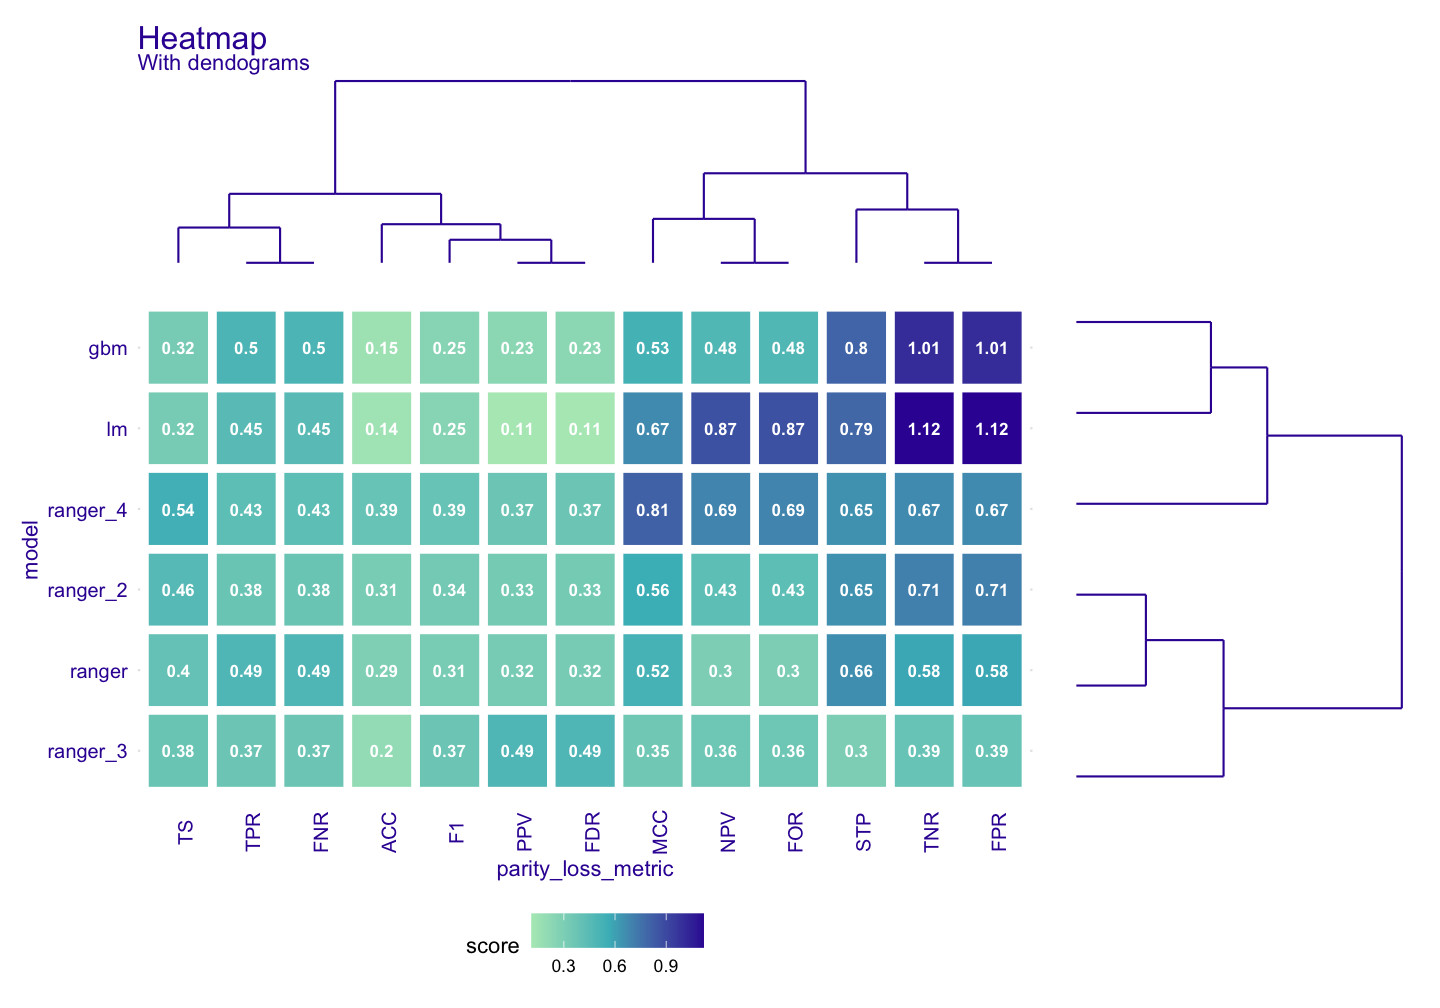 Heatmap
With dendograms
gbm 0.32 0.5 0.5 0.15 0.25 0.23 0.23 0.53 0.48 0.48 0.8 1.01 1.01
lm 0.32 0.45 0.45 0.14 0.25 0.11 0.11 0.67 0.87 0.87 0.79 1.12 1.12
ranger_4 0.54 0.43 0.43 0.39 0.39 0.37 0.37 0.81 0.69 0.69 0.65 0.67 0.67
ranger_2 0.46 0.38 0.38 0.31 0.34 0.33 0.33 0.56 0.43 0.43 0.65 0.71 0.71
ranger 0.4 0.49 0.49 0.29 0.31 0.32 0.32 0.52 0.3 0.3 0.66 0.58 0.58
ranger_3 0.38 0.37 0.37 0.2 0.37 0.49 0.49 0.35 0.36 0.36 0.3 0.39 0.39
model
TS TPR FNR ACC F1 PPV FDR MCC NPV FOR STP TNR FPR
parity_loss_metric
score
0.3 0.6 0.9